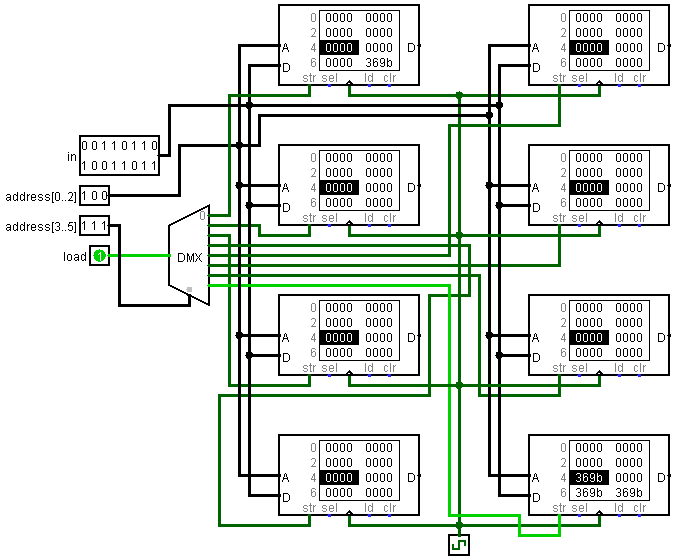 0 0000 0000
2 0000 0000
A 4 0000 0000 D
D 6 0000 369b
str sel ld clr
0 0000 0000
2 0000 0000
A 4 0000 0000 D
D 6 0000 0000
str sel ld clr
in 0 0 1 1 0 1 1 0
1 0 0 1 1 0 1 1
0 0000 0000
2 0000 0000
A 4 0000 0000 D
D 6 0000 0000
str sel ld clr
0 0000 0000
2 0000 0000
A 4 0000 0000 D
D 6 0000 0000
str sel ld clr
address[0..2] 1 0 0
address[3..5] 1 1 1
load 1
0
DMX
0 0000 0000
2 0000 0000
A 4 0000 0000 D
D 6 0000 0000
str sel ld clr
0 0000 0000
2 0000 0000
A 4 0000 0000 D
D 6 0000 0000
str sel ld clr
0 0000 0000
2 0000 0000
A 4 0000 0000 D
D 6 0000 0000
str sel ld clr
0 0000 0000
2 0000 0000
A 4 369b 0000 D
D 6 369b 369b
str sel ld clr